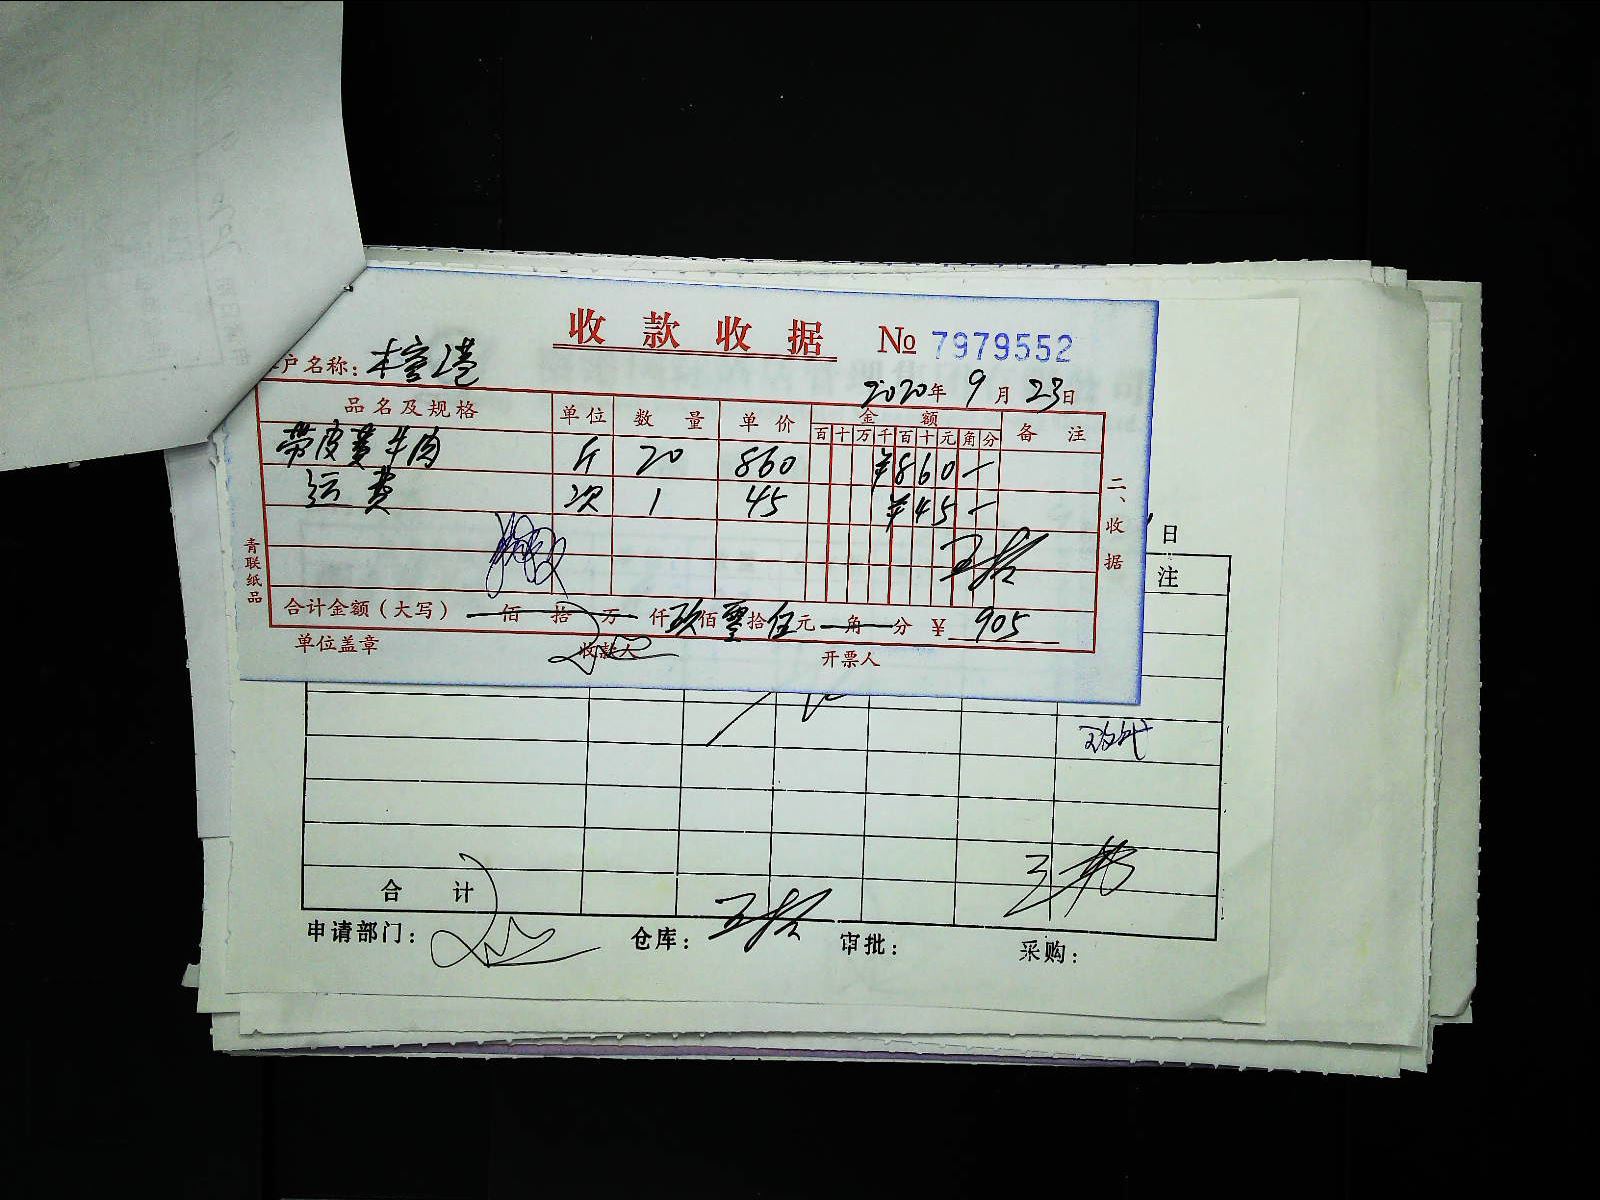 收款收据 № 7979552
户名称:
2020年9月23日
品名及规格 单位 数量 单价 金额 备注
百十万千百十元角分
带皮黄牛肉 斤 20 860 ¥860—
运费 次 1 45 ¥45—
二、收据
青联纸品
合计金额(大写) 佰 拾 万 仟玖佰零拾伍元 角 分 ¥ 905
单位盖章 收款人 开票人
日
注
合计
申请部门: 仓库: 审批: 采购: